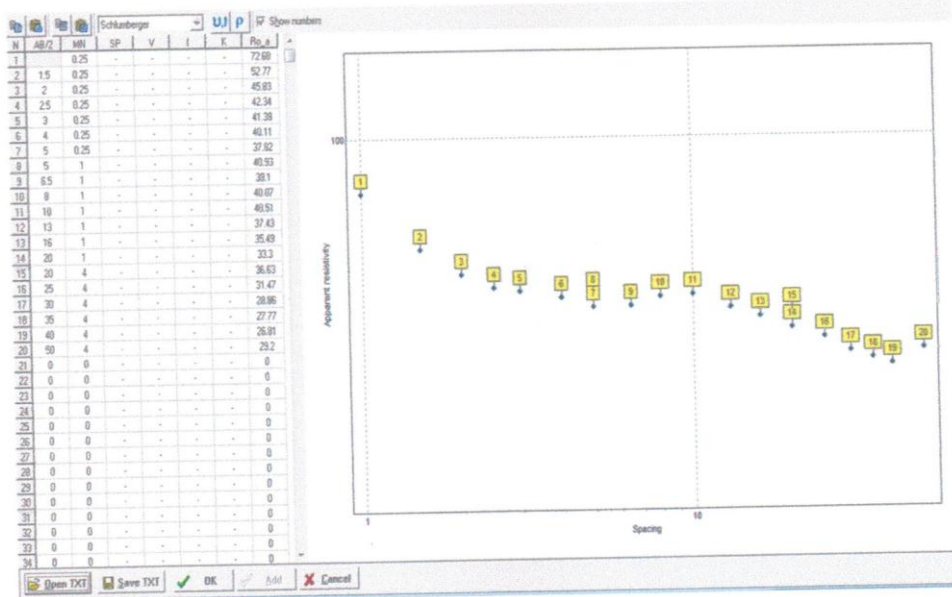 Schlumberger UJ ρ Show numbers
N AB/2 MN SP V I K Ro_a
1 0.25 - - - - 72.68
2 1.5 0.25 - - - - 52.77
3 2 0.25 - - - - 45.83
4 2.5 0.25 - - - - 42.34
5 3 0.25 - - - - 41.39
6 4 0.25 - - - - 40.11
7 5 0.25 - - - - 37.82
8 5 1 - - - - 40.93
9 6.5 1 - - - - 38.1
10 8 1 - - - - 40.07
11 10 1 - - - - 40.51
12 13 1 - - - - 37.43
13 16 1 - - - - 35.49
14 20 1 - - - - 33.3
15 20 4 - - - - 36.63
16 25 4 - - - - 31.47
17 30 4 - - - - 28.86
18 35 4 - - - - 27.77
19 40 4 - - - - 26.81
20 50 4 - - - - 29.2
21 0 0 - - - - 0
22 0 0 - - - - 0
23 0 0 - - - - 0
24 0 0 - - - - 0
25 0 0 - - - - 0
26 0 0 - - - - 0
27 0 0 - - - - 0
28 0 0 - - - - 0
29 0 0 - - - - 0
30 0 0 - - - - 0
31 0 0 - - - - 0
32 0 0 - - - - 0
33 0 0 - - - - 0
34 0 0 - - - - 0
100
Apparent resistivity
1 2 3 4 5 6 8 7 9 10 11 12 13 15 14 16 17 18 19 20
1 10
Spacing
Open TXT Save TXT OK Add Cancel